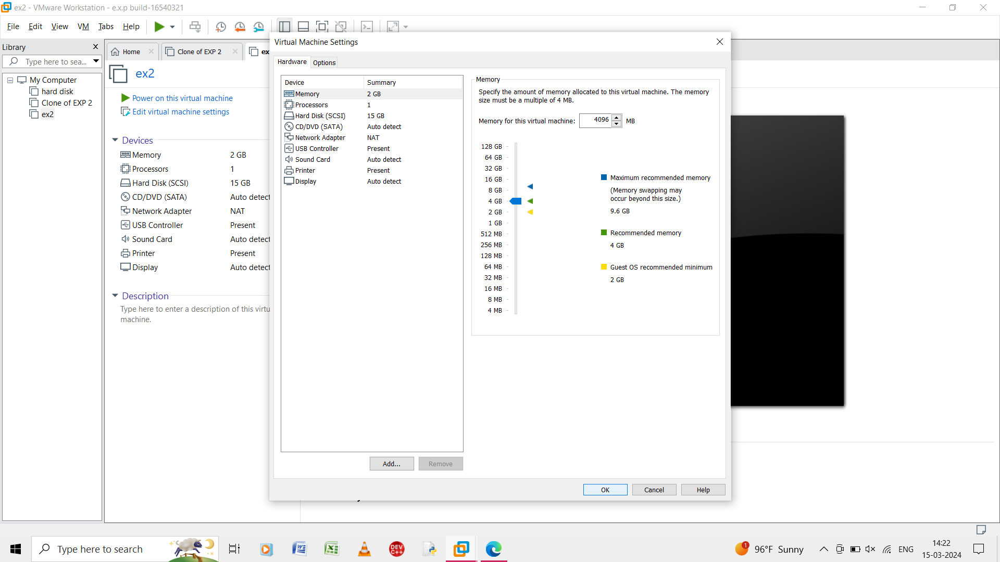 ex2 - VMware Workstation - e.x.p build-16540321
File Edit View VM Tabs Help
Library
Type here to sea...
My Computer
hard disk
Clone of EXP 2
ex2
Home
Clone of EXP 2
ex
ex2
Power on this virtual machine
Edit virtual machine settings
Devices
Memory 2 GB
Processors 1
Hard Disk (SCSI) 15 GB
CD/DVD (SATA) Auto detect
Network Adapter NAT
USB Controller Present
Sound Card Auto detect
Printer Present
Display Auto detect
Description
Type here to enter a description of this virtu
machine.
Virtual Machine Settings
Hardware Options
Device Summary
Memory 2 GB
Processors 1
Hard Disk (SCSI) 15 GB
CD/DVD (SATA) Auto detect
Network Adapter NAT
USB Controller Present
Sound Card Auto detect
Printer Present
Display Auto detect
Add... Remove
Memory
Specify the amount of memory allocated to this virtual machine. The memory
size must be a multiple of 4 MB.
Memory for this virtual machine: 4096 MB
128 GB
64 GB
32 GB
16 GB
8 GB
4 GB
2 GB
1 GB
512 MB
256 MB
128 MB
64 MB
32 MB
16 MB
8 MB
4 MB
Maximum recommended memory
(Memory swapping may
occur beyond this size.)
9.6 GB
Recommended memory
4 GB
Guest OS recommended minimum
2 GB
OK Cancel Help
Type here to search
DEV
C++
1
96°F Sunny
ENG
14:22
15-03-2024